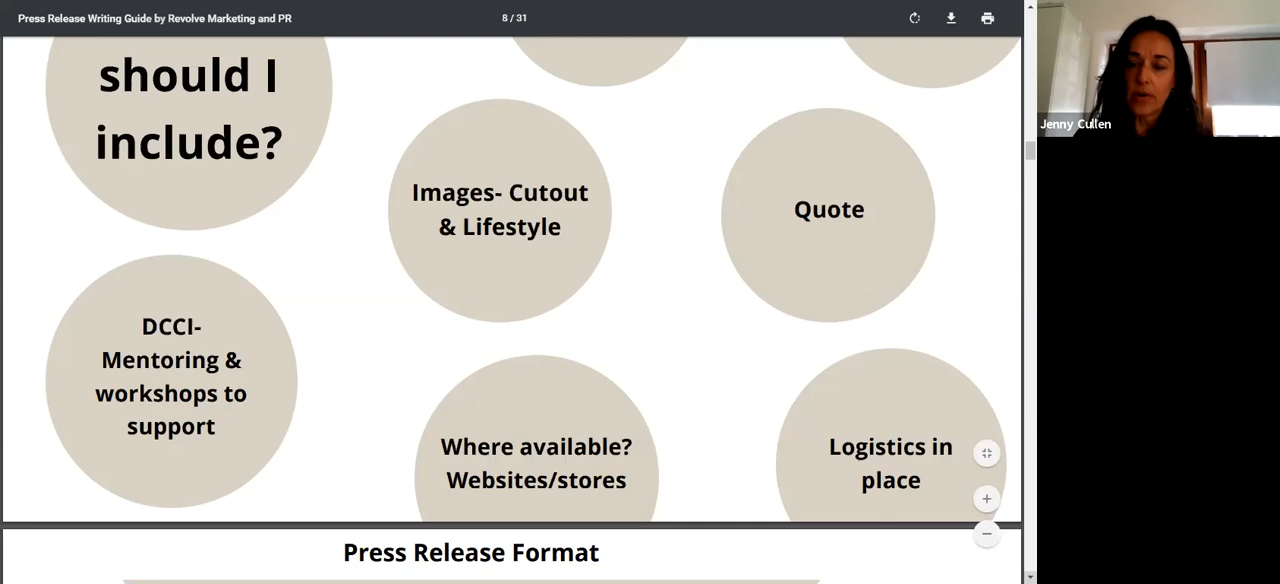 Press Release Writing Guide by Revolve Marketing and PR
8 / 31
should I
include?
Images- Cutout
& Lifestyle
Quote
DCCI-
Mentoring &
workshops to
support
Where available?
Websites/stores
Logistics in
place
Press Release Format
Jenny Cullen